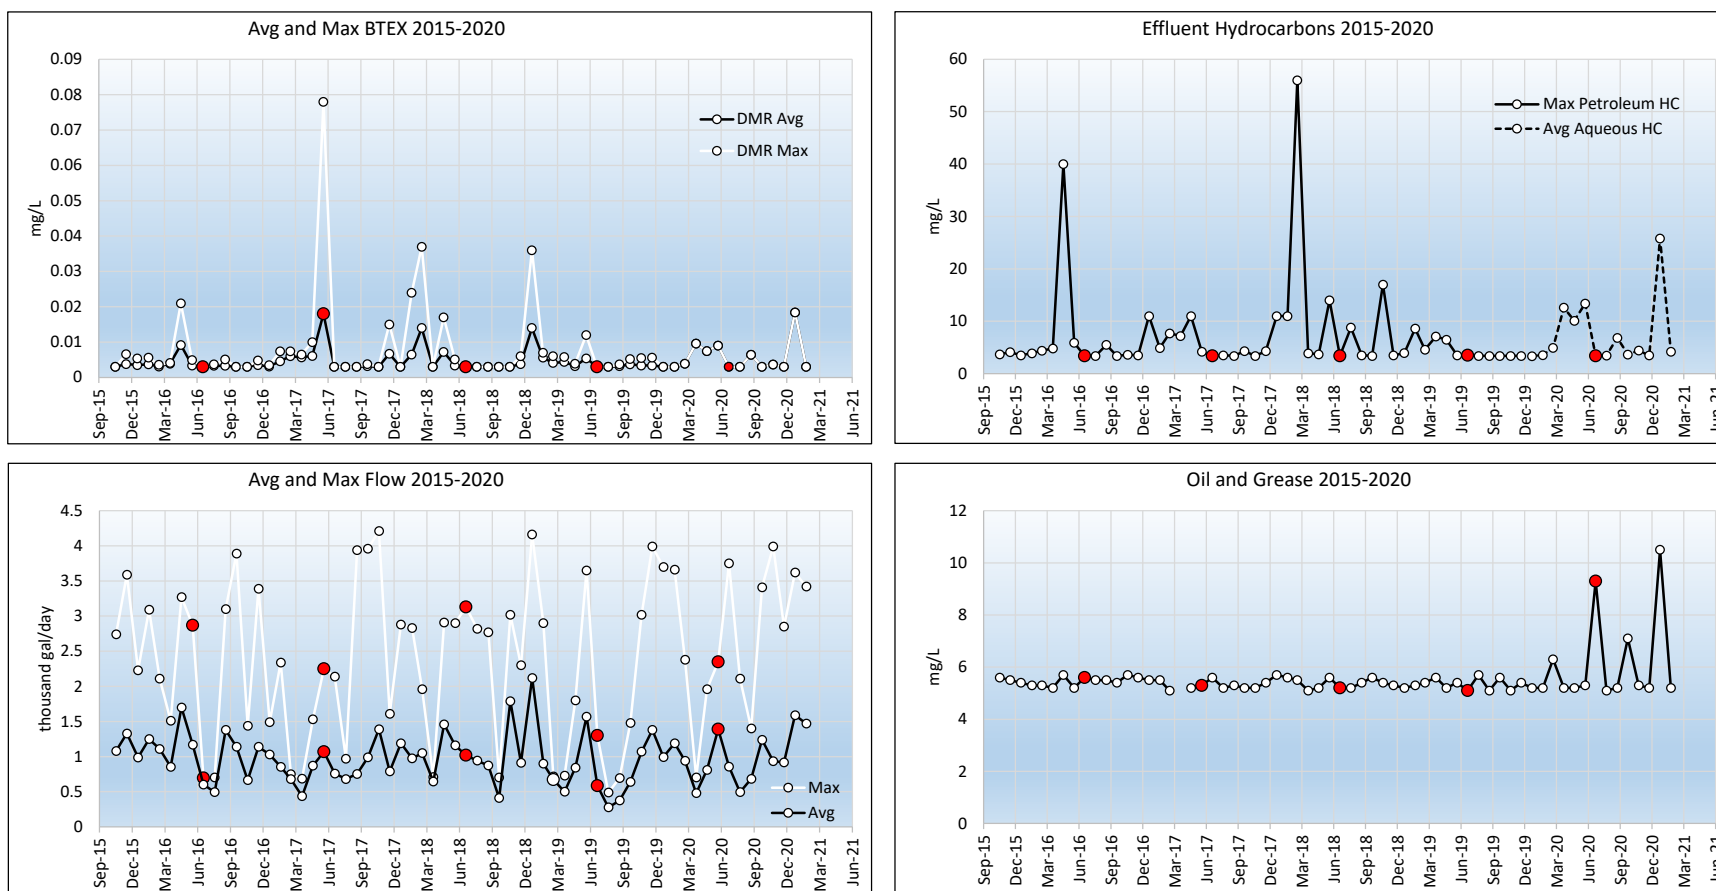 Avg and Max BTEX 2015-2020
0.09
0.08
0.07
0.06
0.05
0.04
0.03
0.02
0.01
0
mg/L
DMR Avg
DMR Max
Sep-15
Dec-15
Mar-16
Jun-16
Sep-16
Dec-16
Mar-17
Jun-17
Sep-17
Dec-17
Mar-18
Jun-18
Sep-18
Dec-18
Mar-19
Jun-19
Sep-19
Dec-19
Mar-20
Jun-20
Sep-20
Dec-20
Mar-21
Jun-21
Effluent Hydrocarbons 2015-2020
60
50
40
30
20
10
0
mg/L
Max Petroleum HC
Avg Aqueous HC
Sep-15
Dec-15
Mar-16
Jun-16
Sep-16
Dec-16
Mar-17
Jun-17
Sep-17
Dec-17
Mar-18
Jun-18
Sep-18
Dec-18
Mar-19
Jun-19
Sep-19
Dec-19
Mar-20
Jun-20
Sep-20
Dec-20
Mar-21
Jun-21
Avg and Max Flow 2015-2020
4.5
4
3.5
3
2.5
2
1.5
1
0.5
0
thousand gal/day
Max
Avg
Sep-15
Dec-15
Mar-16
Jun-16
Sep-16
Dec-16
Mar-17
Jun-17
Sep-17
Dec-17
Mar-18
Jun-18
Sep-18
Dec-18
Mar-19
Jun-19
Sep-19
Dec-19
Mar-20
Jun-20
Sep-20
Dec-20
Mar-21
Jun-21
Oil and Grease 2015-2020
12
10
8
6
4
2
0
mg/L
Sep-15
Dec-15
Mar-16
Jun-16
Sep-16
Dec-16
Mar-17
Jun-17
Sep-17
Dec-17
Mar-18
Jun-18
Sep-18
Dec-18
Mar-19
Jun-19
Sep-19
Dec-19
Mar-20
Jun-20
Sep-20
Dec-20
Mar-21
Jun-21